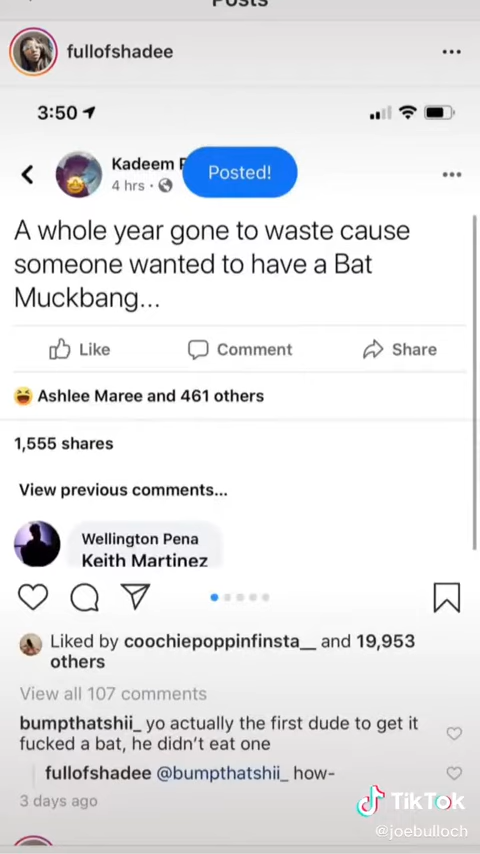 Posts
fullofshadee
3:50
Kadeem
Posted!
4 hrs
A whole year gone to waste cause
someone wanted to have a Bat
Muckbang...
Like
Comment
Share
Ashlee Maree and 461 others
1,555 shares
View previous comments...
Wellington Pena
Keith Martinez
Liked by coochiepoppinfinsta__ and 19,953
others
View all 107 comments
bumpthatshii_ yo actually the first dude to get it
fucked a bat, he didn't eat one
fullofshadee @bumpthatshii_ how-
3 days ago
TikTok
@joebulloch